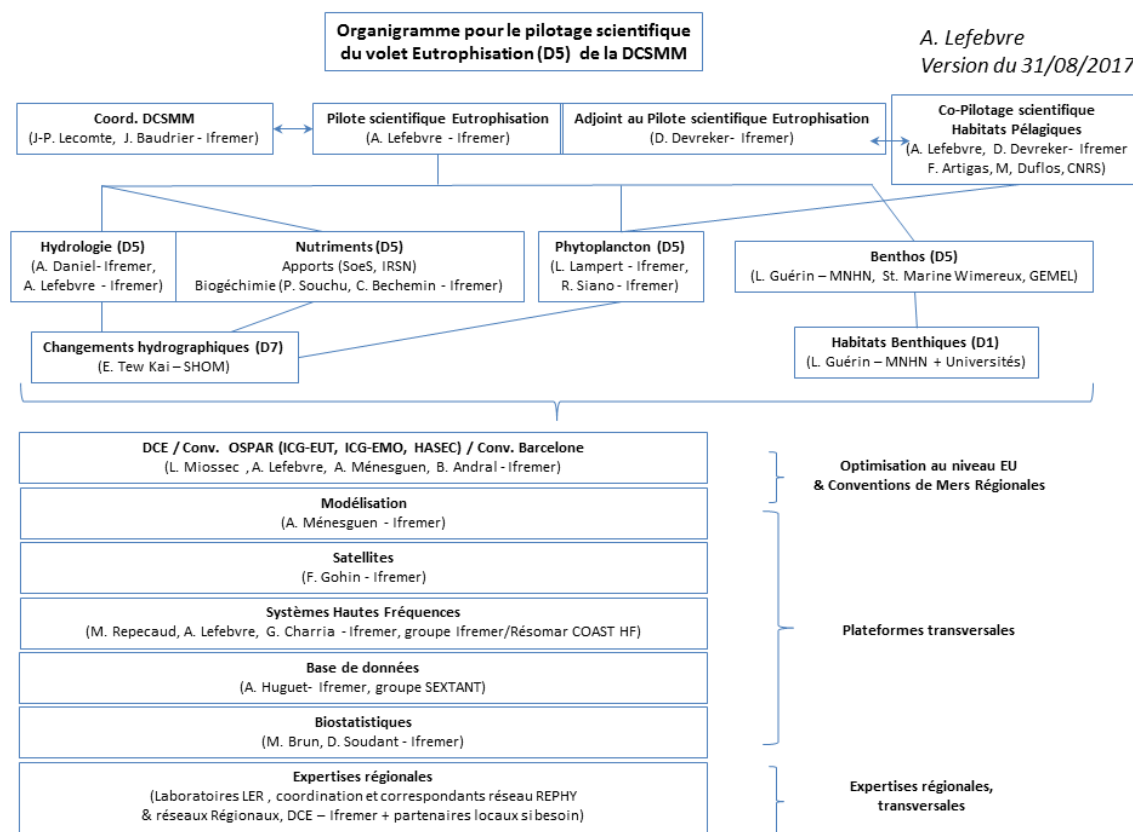 Organigramme pour le pilotage scientifique
du volet Eutrophisation (D5) de la DCSMM
A. Lefebvre
Version du 31/08/2017
Coord. DCSMM
(J-P. Lecomte, J. Baudrier - Ifremer)
Pilote scientifique Eutrophisation
(A. Lefebvre - Ifremer)
Adjoint au Pilote scientifique Eutrophisation
(D. Devreker- Ifremer)
Co-Pilotage scientifique
Habitats Pélagiques
(A. Lefebvre, D. Devreker- Ifremer
F. Artigas, M, Duflos, CNRS)
Hydrologie (D5)
(A. Daniel- Ifremer,
A. Lefebvre - Ifremer)
Nutriments (D5)
Apports (SoeS, IRSN)
Biogéchimie (P. Souchu, C. Bechemin - Ifremer)
Phytoplancton (D5)
(L. Lampert - Ifremer,
R. Siano - Ifremer)
Benthos (D5)
(L. Guérin – MNHN, St. Marine Wimereux, GEMEL)
Changements hydrographiques (D7)
(E. Tew Kai – SHOM)
Habitats Benthiques (D1)
(L. Guérin – MNHN + Universités)
DCE / Conv. OSPAR (ICG-EUT, ICG-EMO, HASEC) / Conv. Barcelone
(L. Miossec , A. Lefebvre, A. Ménesguen, B. Andral - Ifremer)
Optimisation au niveau EU
& Conventions de Mers Régionales
Modélisation
(A. Ménesguen - Ifremer)
Satellites
(F. Gohin - Ifremer)
Systèmes Hautes Fréquences
(M. Repecaud, A. Lefebvre, G. Charria - Ifremer, groupe Ifremer/Résomar COAST HF)
Plateformes transversales
Base de données
(A. Huguet- Ifremer, groupe SEXTANT)
Biostatistiques
(M. Brun, D. Soudant - Ifremer)
Expertises régionales
(Laboratoires LER , coordination et correspondants réseau REPHY
& réseaux Régionaux, DCE – Ifremer + partenaires locaux si besoin)
Expertises régionales,
transversales